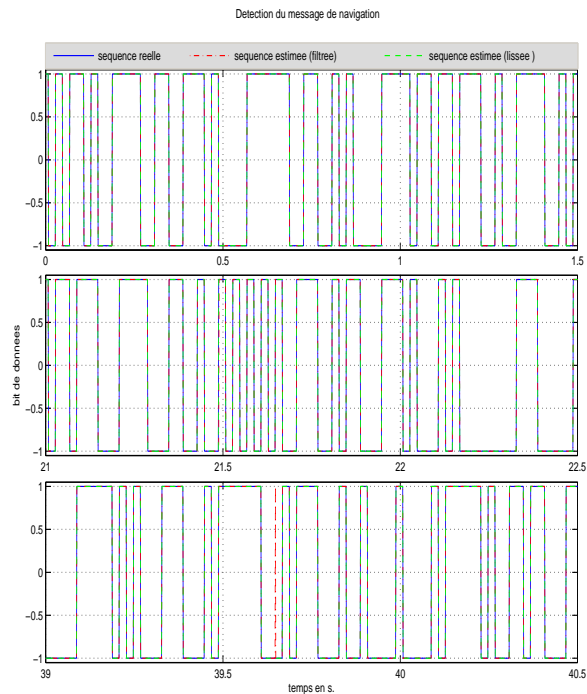 Detection du message de navigation
sequence reelle sequence estimee (filtree) sequence estimee (lissee )
1
0.5
0
−0.5
−1
0 0.5 1 1.5
1
0.5
0
−0.5
−1
21 21.5 22 22.5
bit de donnees
1
0.5
0
−0.5
−1
39 39.5 40 40.5
temps en s.